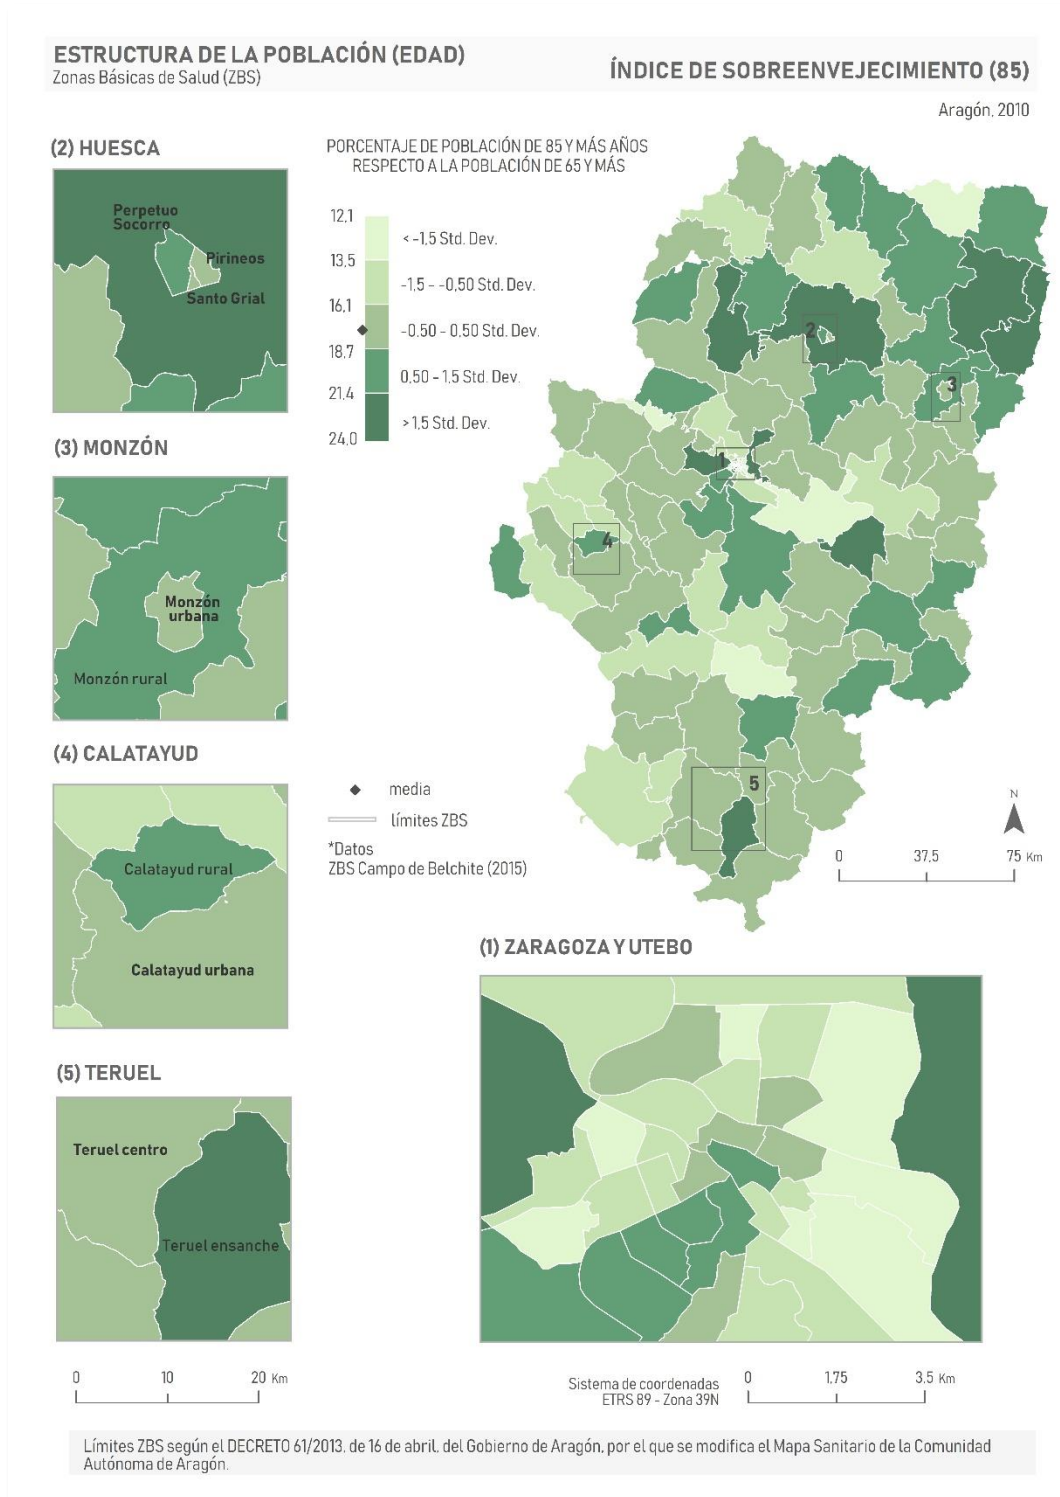 ESTRUCTURA DE LA POBLACIÓN (EDAD)
Zonas Básicas de Salud (ZBS)
ÍNDICE DE SOBREENVEJECIMIENTO (85)
Aragón, 2010
(2) HUESCA
Perpetuo
Socorro
Pirineos
Santo Grial
PORCENTAJE DE POBLACIÓN DE 85 Y MÁS AÑOS
RESPECTO A LA POBLACIÓN DE 65 Y MÁS
12,1
< -1,5 Std. Dev.
13,5
-1,5 - -0,50 Std. Dev.
16,1
-0,50 - 0,50 Std. Dev.
18,7
0,50 - 1,5 Std. Dev.
21,4
> 1,5 Std. Dev.
24,0
2
3
1
4
5
(3) MONZÓN
Monzón
urbana
Monzón rural
(4) CALATAYUD
Calatayud rural
Calatayud urbana
media
límites ZBS
*Datos
ZBS Campo de Belchite (2015)
N
0 37,5 75 Km
(1) ZARAGOZA Y UTEBO
(5) TERUEL
Teruel centro
Teruel ensanche
0 10 20 Km
Sistema de coordenadas
ETRS 89 - Zona 39N
0 1,75 3,5 Km
Límites ZBS según el DECRETO 61/2013, de 16 de abril, del Gobierno de Aragón, por el que se modifica el Mapa Sanitario de la Comunidad
Autónoma de Aragón.